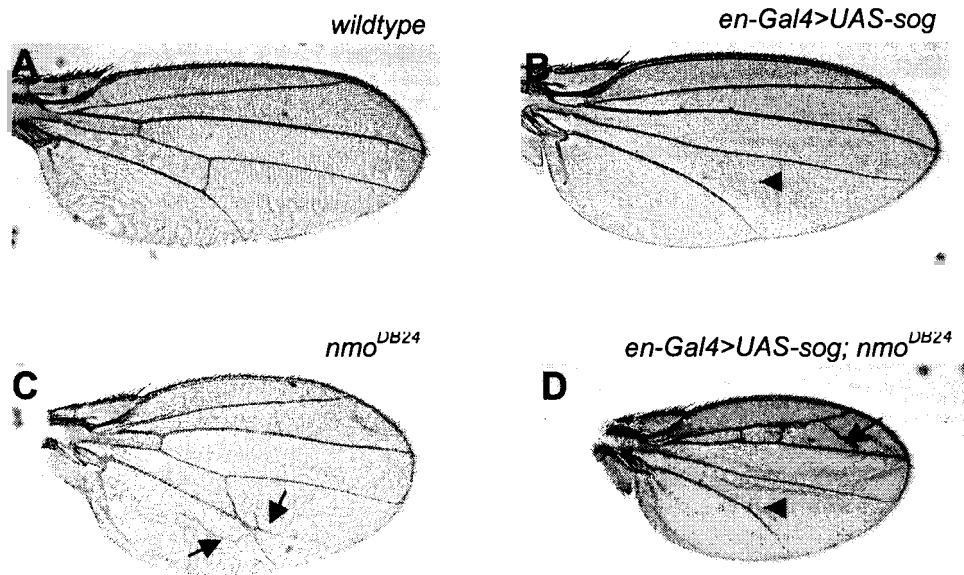 wildtype
A
en-Gal4>UAS-sog
B
nmo^DB24
C
en-Gal4>UAS-sog; nmo^DB24
D